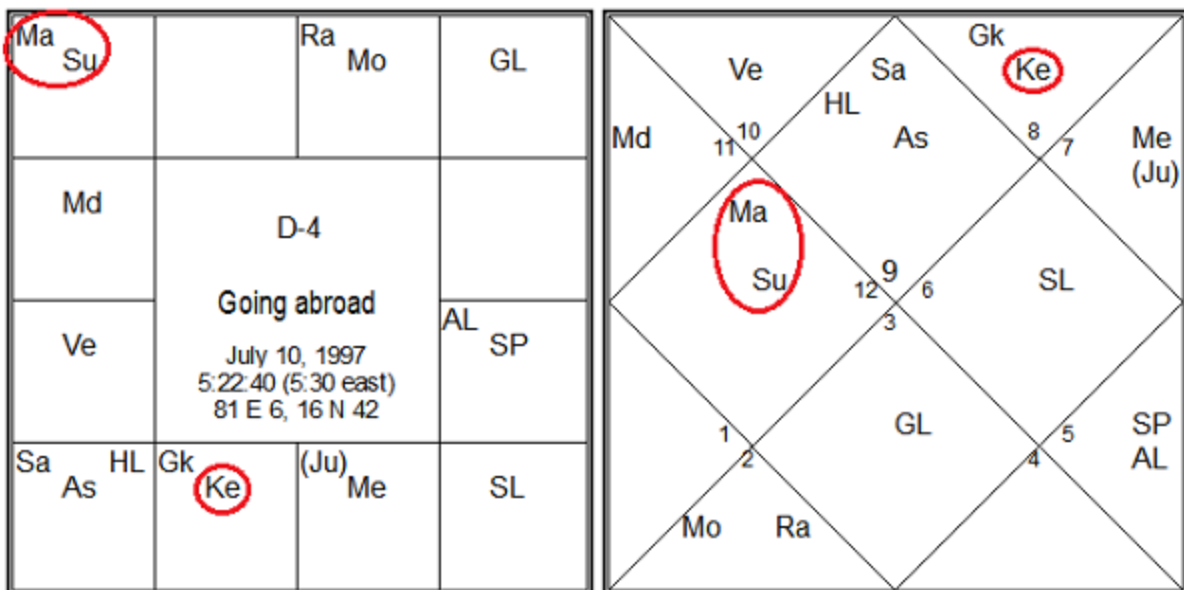 Ma
Su
Ra
Mo
GL
Md
D-4
Going abroad
Ve
July 10, 1997
5:22:40 (5:30 east)
81 E 6, 16 N 42
AL
SP
Sa HL
As
Gk
Ke
(Ju)
Me
SL
Gk
Ke
Ve
Sa
HL
As
Md
11 10
8 7
Me
(Ju)
Ma
Su
9
12 6
3
SL
GL
1
2
5
4
SP
AL
Mo Ra